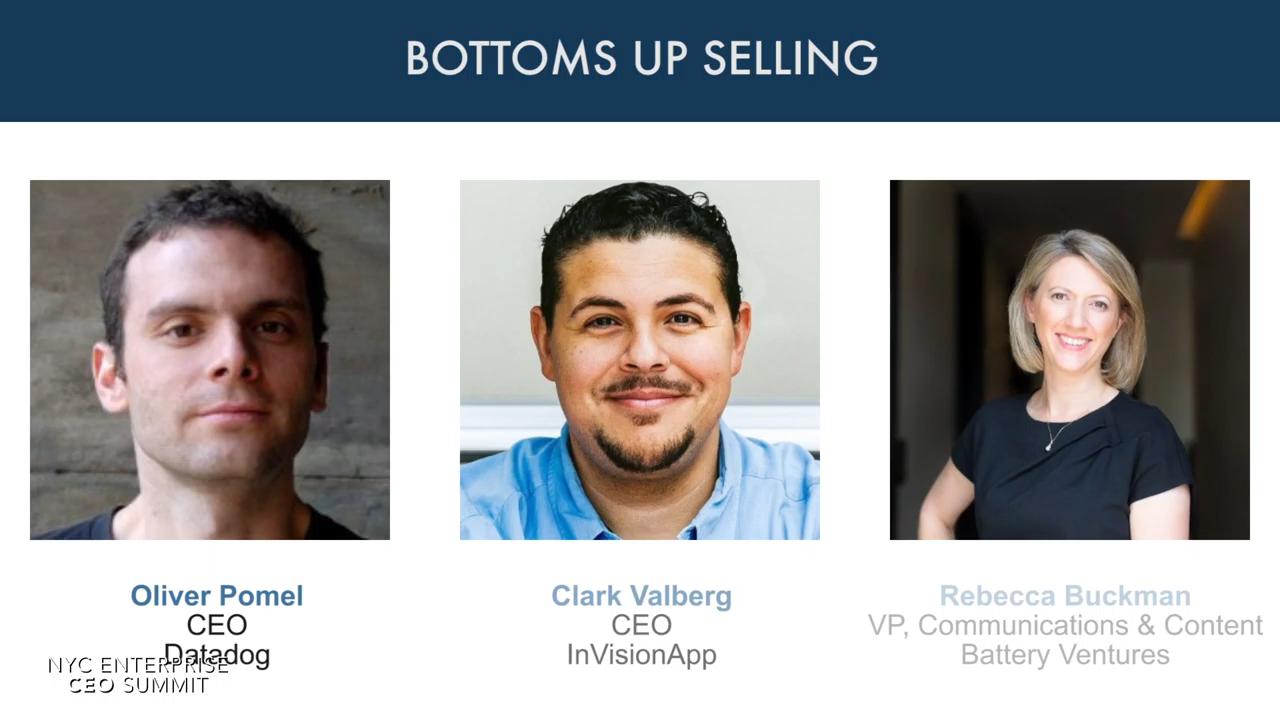 BOTTOMS UP SELLING
Oliver Pomel
CEO
Datadog
Clark Valberg
CEO
InVisionApp
Rebecca Buckman
VP, Communications & Content
Battery Ventures
NYC ENTERPRISE
CEO SUMMIT